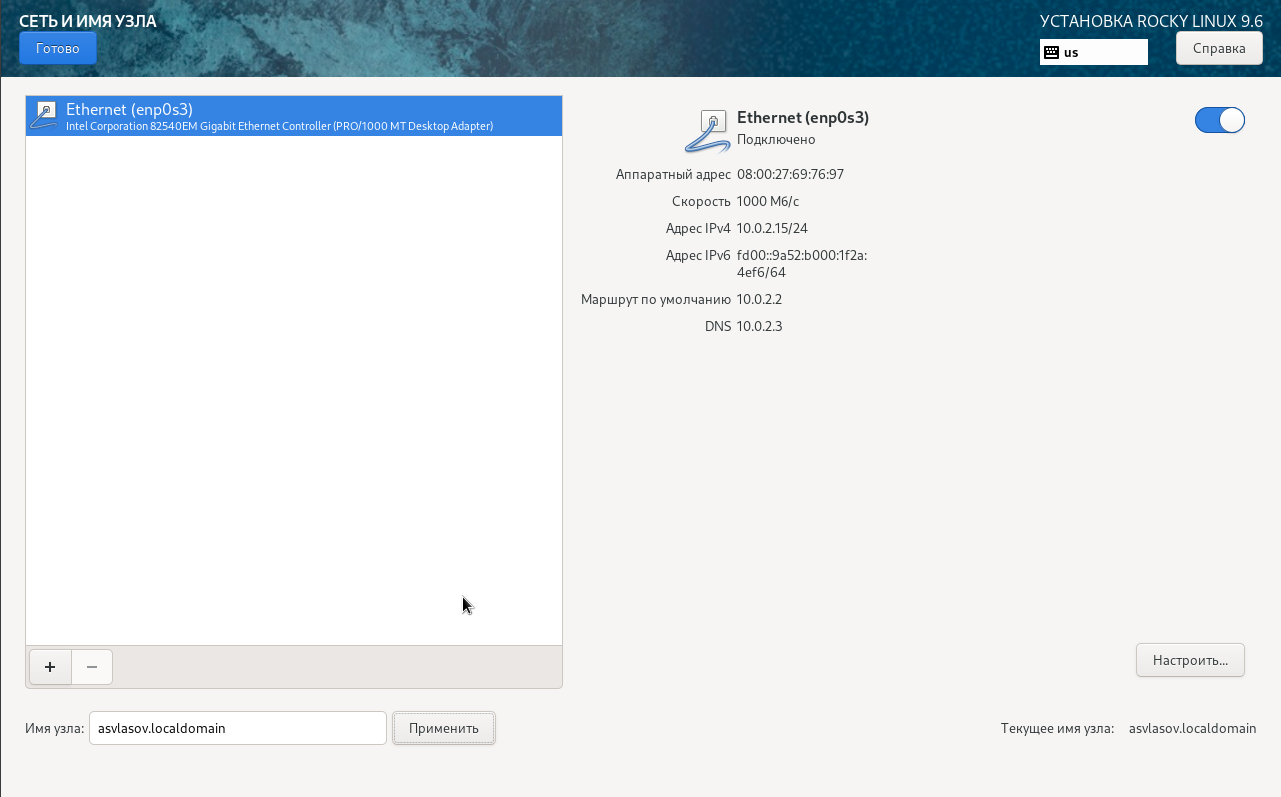 СЕТЬ И ИМЯ УЗЛА
УСТАНОВКА ROCKY LINUX 9.6
Готово
us
Справка
Ethernet (enp0s3)
Intel Corporation 82540EM Gigabit Ethernet Controller (PRO/1000 MT Desktop Adapter)
Ethernet (enp0s3)
Подключено
Аппаратный адрес 08:00:27:69:76:97
Скорость 1000 Мб/с
Адрес IPv4 10.0.2.15/24
Адрес IPv6 fd00::9a52:b000:1f2a:
4ef6/64
Маршрут по умолчанию 10.0.2.2
DNS 10.0.2.3
+ −
Настроить...
Имя узла: asvlasov.localdomain Применить
Текущее имя узла: asvlasov.localdomain